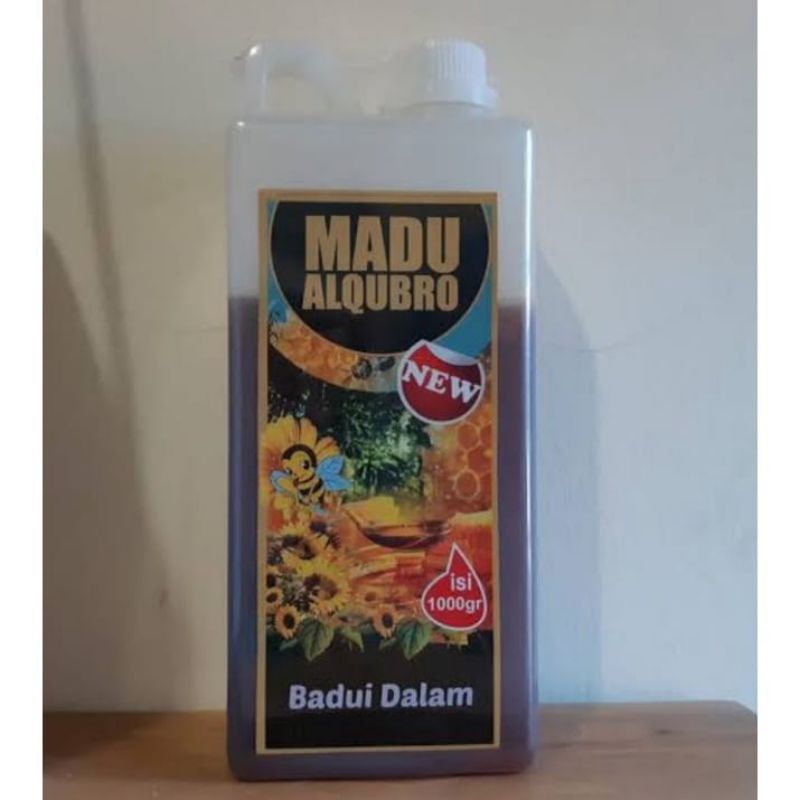 MADU
ALQUBRO
NEW
isi
1000gr
Badui Dalam